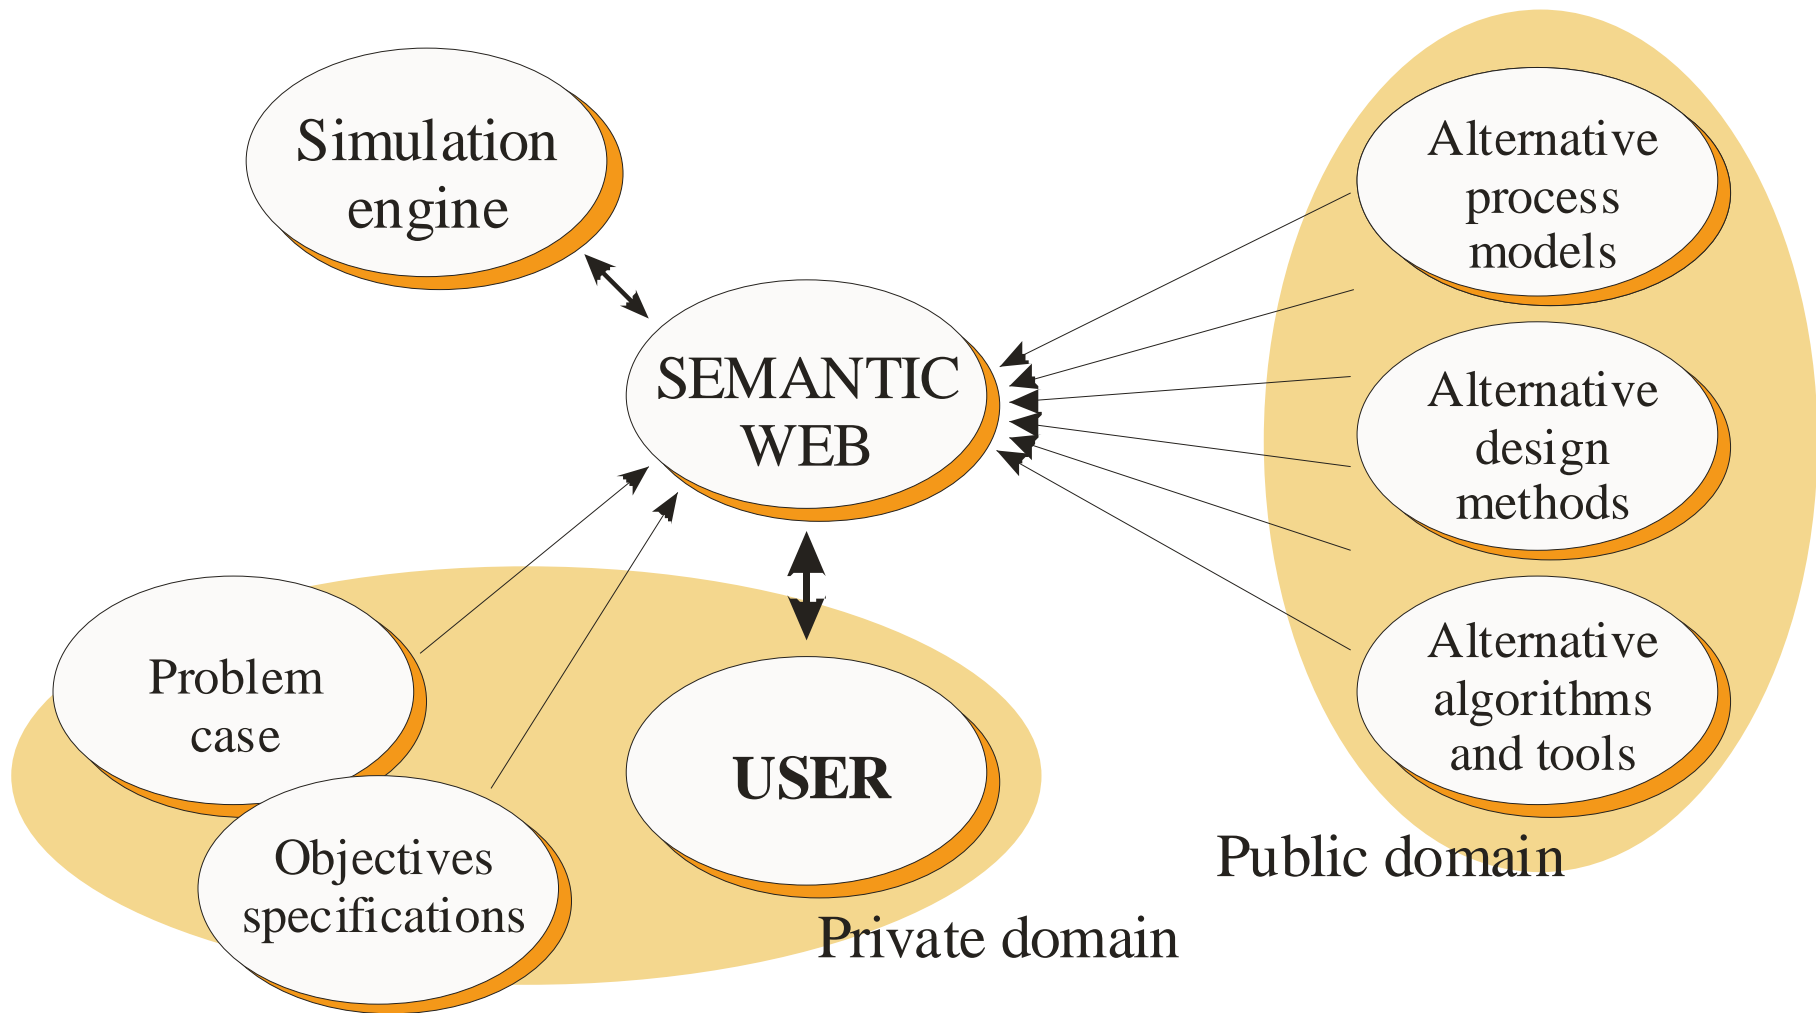 Simulation
engine
SEMANTIC
WEB
Alternative
process
models
Alternative
design
methods
Alternative
algorithms
and tools
Public domain
Problem
case
Objectives
specifications
USER
Private domain